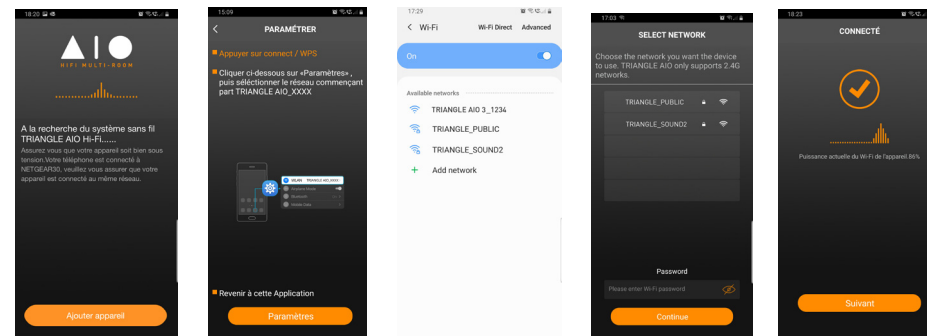 18:20
AIO
HIFI MULTI-ROOM
A la recherche du système sans fil
TRIANGLE AIO Hi-Fi......
Assurez vous que votre appareil soit bien sous
tension.Votre téléphone est connecté à
NETGEAR30, veuillez vous assurer que votre
appareil est connecté au même réseau.
Ajouter appareil
15:09
PARAMÉTRER
Appuyer sur connect / WPS
Cliquer ci-dessous sur «Paramètres» ,
puis séléctionner le réseau commençant
part TRIANGLE AIO_XXXX
WLAN TRIANGLE AIO_XXX
Bluetooth
Revenir à cette Application
Paramètres
17:29
Wi-Fi Wi-Fi Direct Advanced
On
Available networks
TRIANGLE AIO 3_1234
TRIANGLE_PUBLIC
TRIANGLE_SOUND2
+ Add network
17:03
SELECT NETWORK
Choose the network you want the device
to use. TRIANGLE AIO only supports 2.4G
networks.
TRIANGLE_PUBLIC
TRIANGLE_SOUND2
Password
Please enter Wi-Fi password
Continue
18:23
CONNECTÉ
Puissance actuelle du Wi-Fi de l'appareil.86%
Suivant